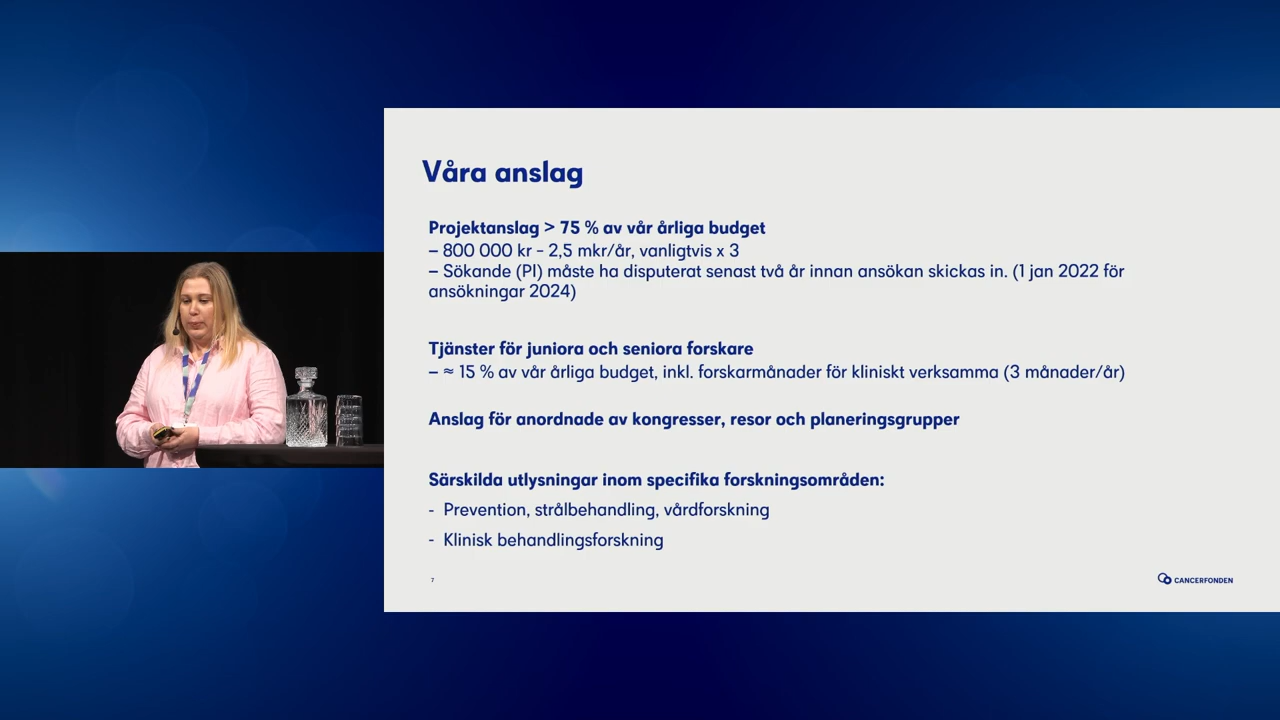 Våra anslag
Projektanslag > 75 % av vår årliga budget
– 800 000 kr - 2,5 mkr/år, vanligtvis x 3
– Sökande (PI) måste ha disputerat senast två år innan ansökan skickas in. (1 jan 2022 för
ansökningar 2024)
Tjänster för juniora och seniora forskare
– ≈ 15 % av vår årliga budget, inkl. forskarmånader för kliniskt verksamma (3 månader/år)
Anslag för anordnade av kongresser, resor och planeringsgrupper
Särskilda utlysningar inom specifika forskningsområden:
- Prevention, strålbehandling, vårdforskning
- Klinisk behandlingsforskning
7
CANCERFONDEN